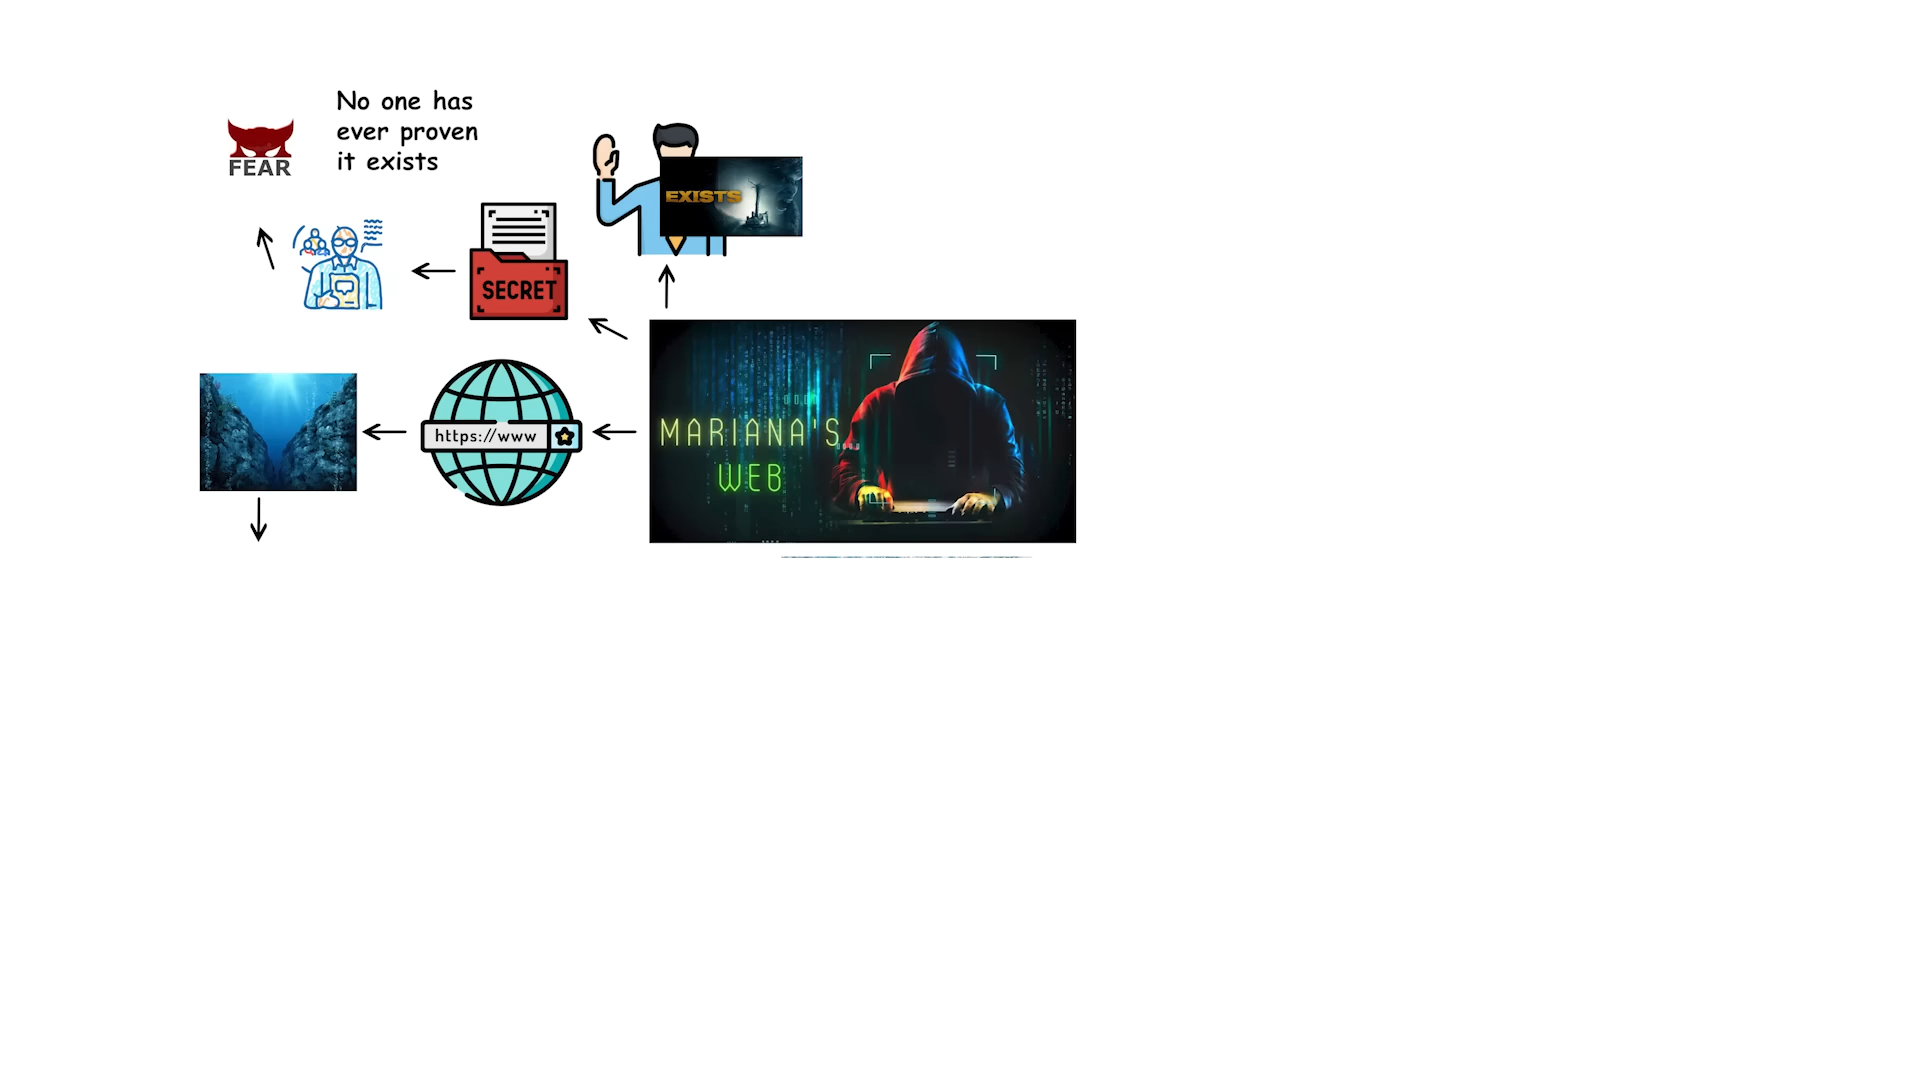 No one has
ever proven
it exists
FEAR
EXISTS
SECRET
https://www
MARIANA'S
WEB